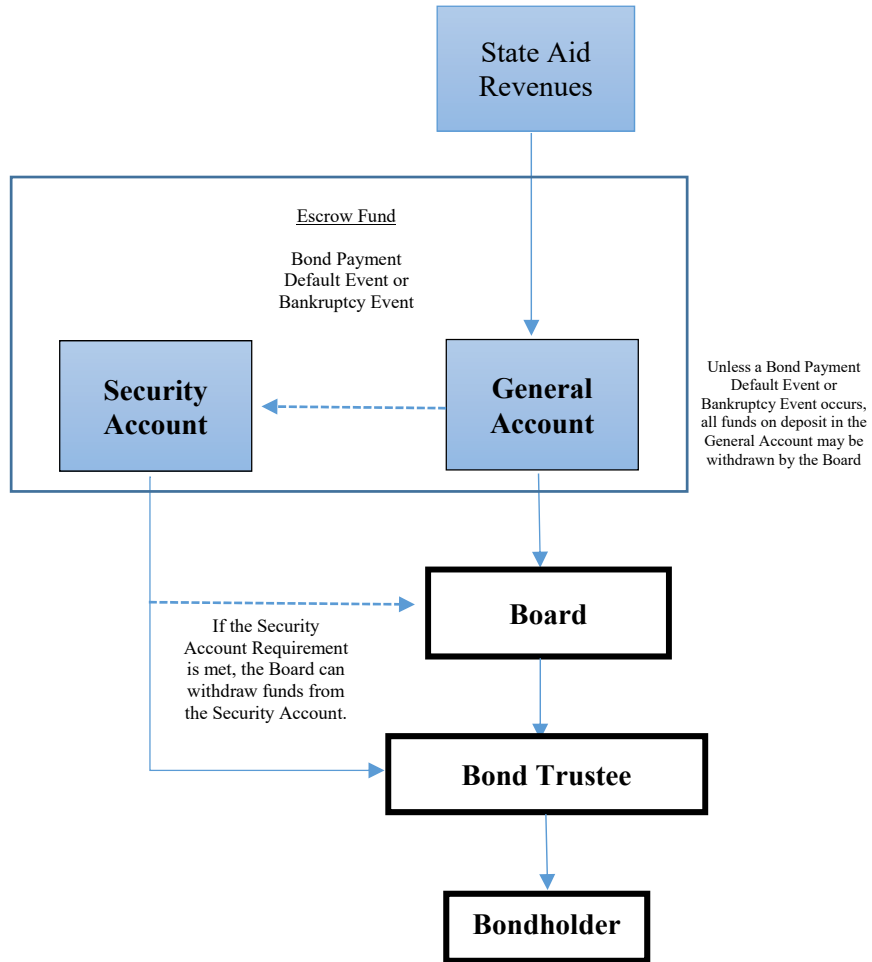 State Aid
Revenues
Escrow Fund
Bond Payment
Default Event or
Bankruptcy Event
Security
Account
General
Account
Unless a Bond Payment
Default Event or
Bankruptcy Event occurs,
all funds on deposit in the
General Account may be
withdrawn by the Board
Board
If the Security
Account Requirement
is met, the Board can
withdraw funds from
the Security Account.
Bond Trustee
Bondholder